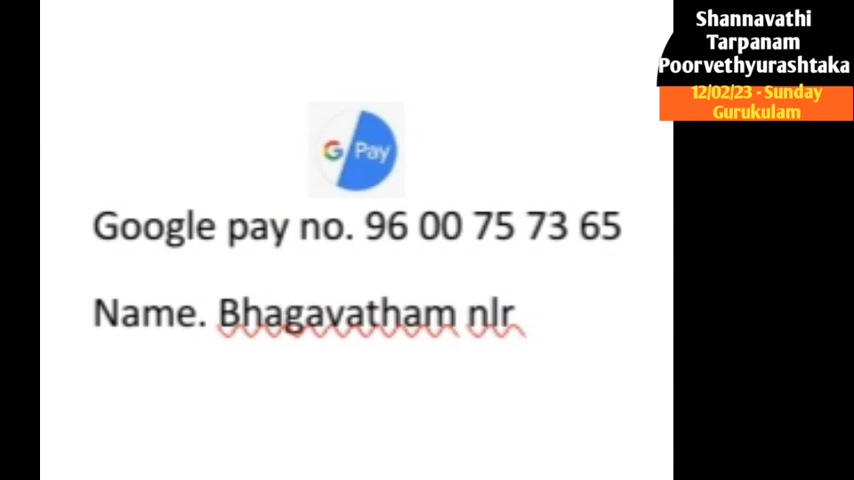 Shannavathi
Tarpanam
Poorvethyurashtaka
12/02/23 - Sunday
Gurukulam
G Pay
Google pay no. 96 00 75 73 65
Name. Bhagavatham nlr